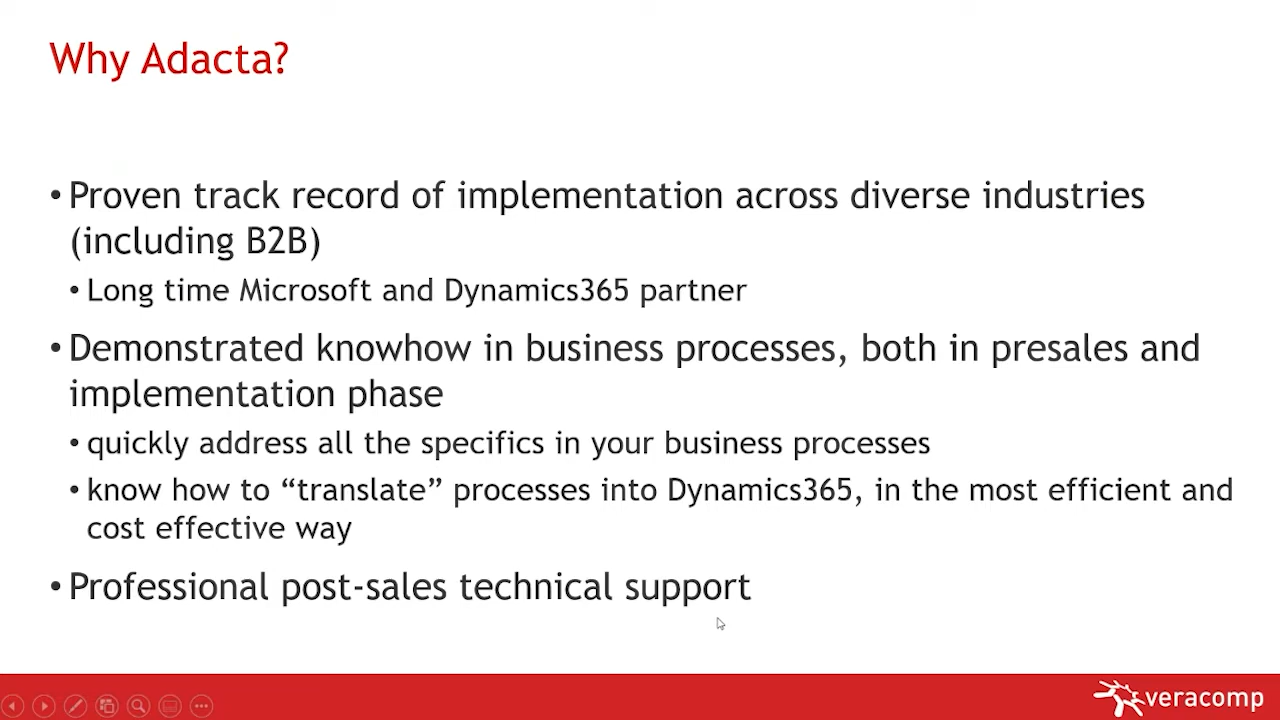 Why Adacta?
• Proven track record of implementation across diverse industries
(including B2B)
• Long time Microsoft and Dynamics365 partner
• Demonstrated knowhow in business processes, both in presales and
implementation phase
• quickly address all the specifics in your business processes
• know how to “translate” processes into Dynamics365, in the most efficient and
cost effective way
• Professional post-sales technical support
veracomp